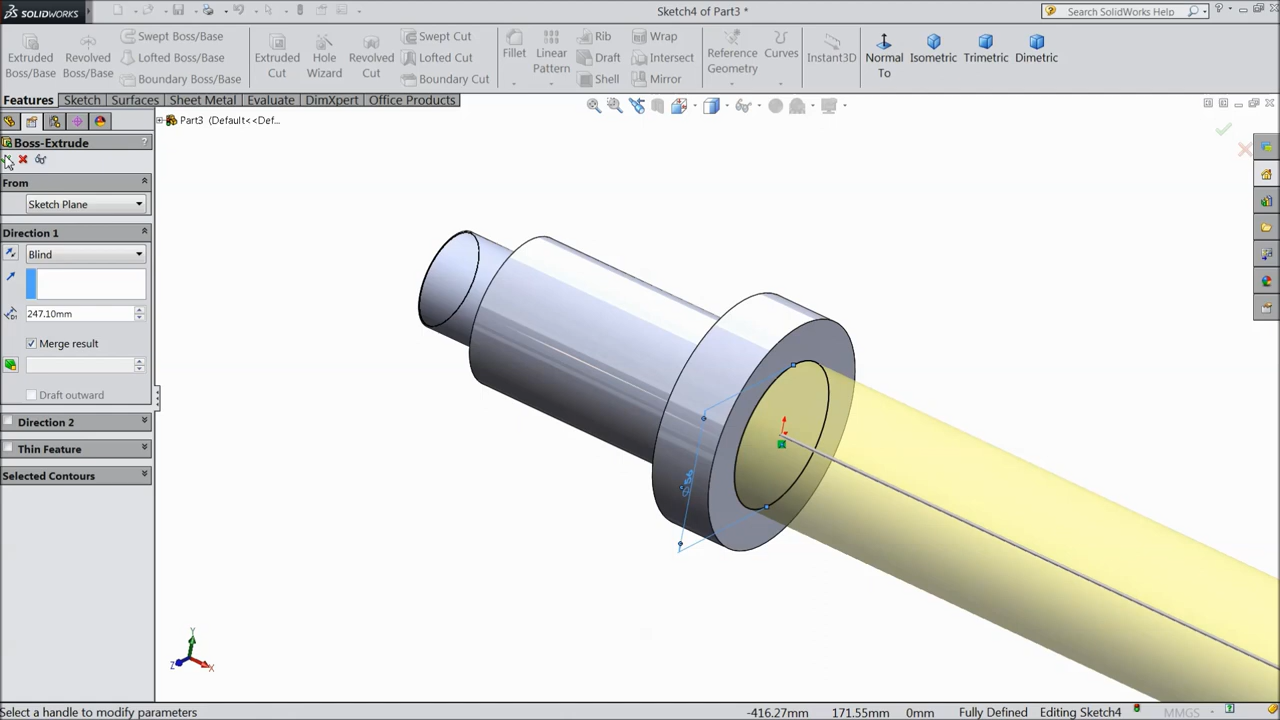 SOLIDWORKS
Sketch4 of Part3 *
Search SolidWorks Help
Extruded Boss/Base
Revolved Boss/Base
Swept Boss/Base
Lofted Boss/Base
Boundary Boss/Base
Extruded Cut
Hole Wizard
Revolved Cut
Swept Cut
Lofted Cut
Boundary Cut
Fillet
Linear Pattern
Rib
Draft
Shell
Wrap
Intersect
Mirror
Reference Geometry
Curves
Instant3D
Normal To
Isometric
Trimetric
Dimetric
Features Sketch Surfaces Sheet Metal Evaluate DimXpert Office Products
Part3 (Default<<Def...
Boss-Extrude ?
From
Sketch Plane
Direction 1
Blind
247.10mm
Merge result
Draft outward
Direction 2
Thin Feature
Selected Contours
Y
Z
X
Select a handle to modify parameters
-416.27mm 171.55mm 0mm Fully Defined Editing Sketch4 MMGS